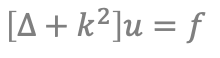 [Δ + k²]u = f